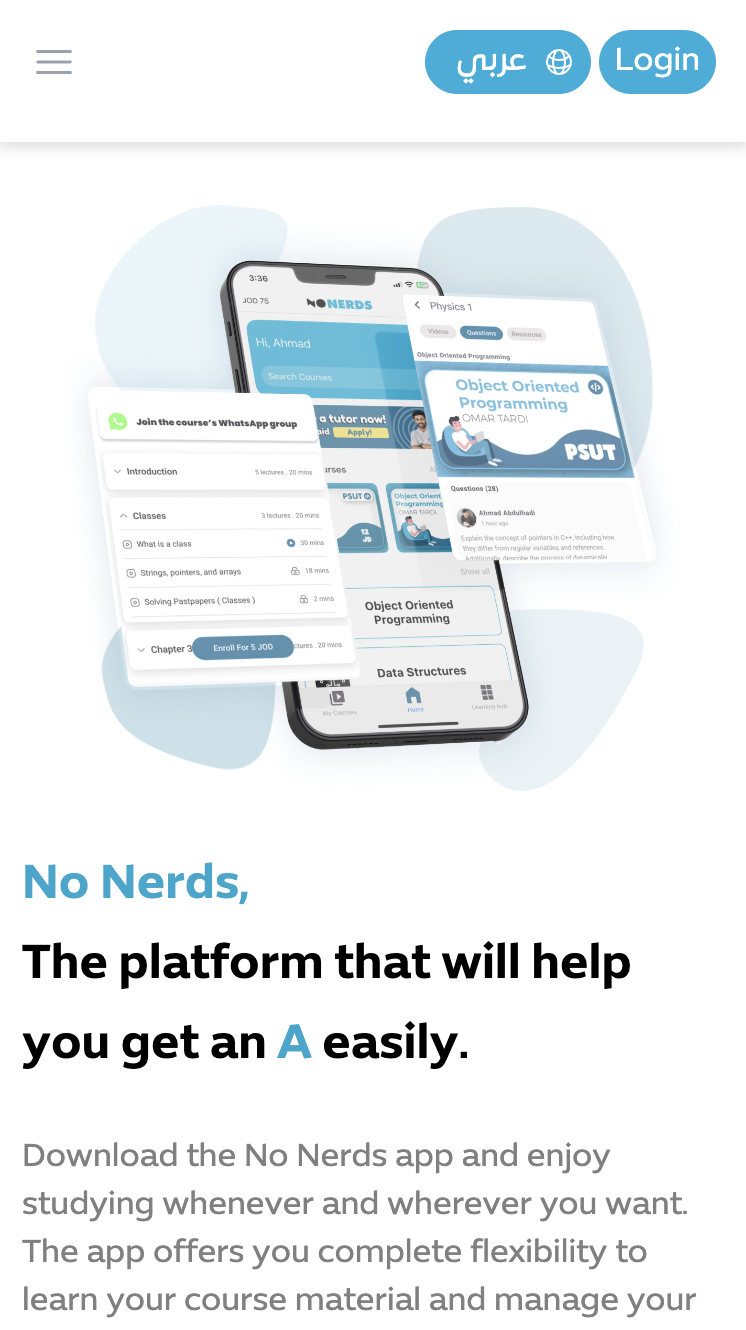 عربي
Login
3:36
JOD 75
NO NERDS
Hi, Ahmad
Search Courses
a tutor now!
aid Apply!
Physics 1
Videos Questions Resources
Object Oriented Programming
Object Oriented
Programming
OMAR TARDI
PSUT
Questions (28)
Ahmad Abdulhadi
1 hour ago
Explain the concept of pointers in C++, including how
they differ from regular variables and references.
Additionally, describe the process of dynamically
Join the course's WhatsApp group
Introduction 5 lectures . 20 mins
Classes 3 lectures . 20 mins
What is a class 30 mins
Strings, pointers, and arrays 18 mins
Solving Pastpapers ( Classes ) 2 mins
Chapter 3 Enroll For 5 JOD ctures . 20 mins
urses
PSUT
12
JD
Object Orient
Programming
OMAR TARDI
Show all
Object Oriented
Programming
Data Structures
My Courses Home Learning hub
No Nerds,
The platform that will help
you get an A easily.
Download the No Nerds app and enjoy
studying whenever and wherever you want.
The app offers you complete flexibility to
learn your course material and manage your